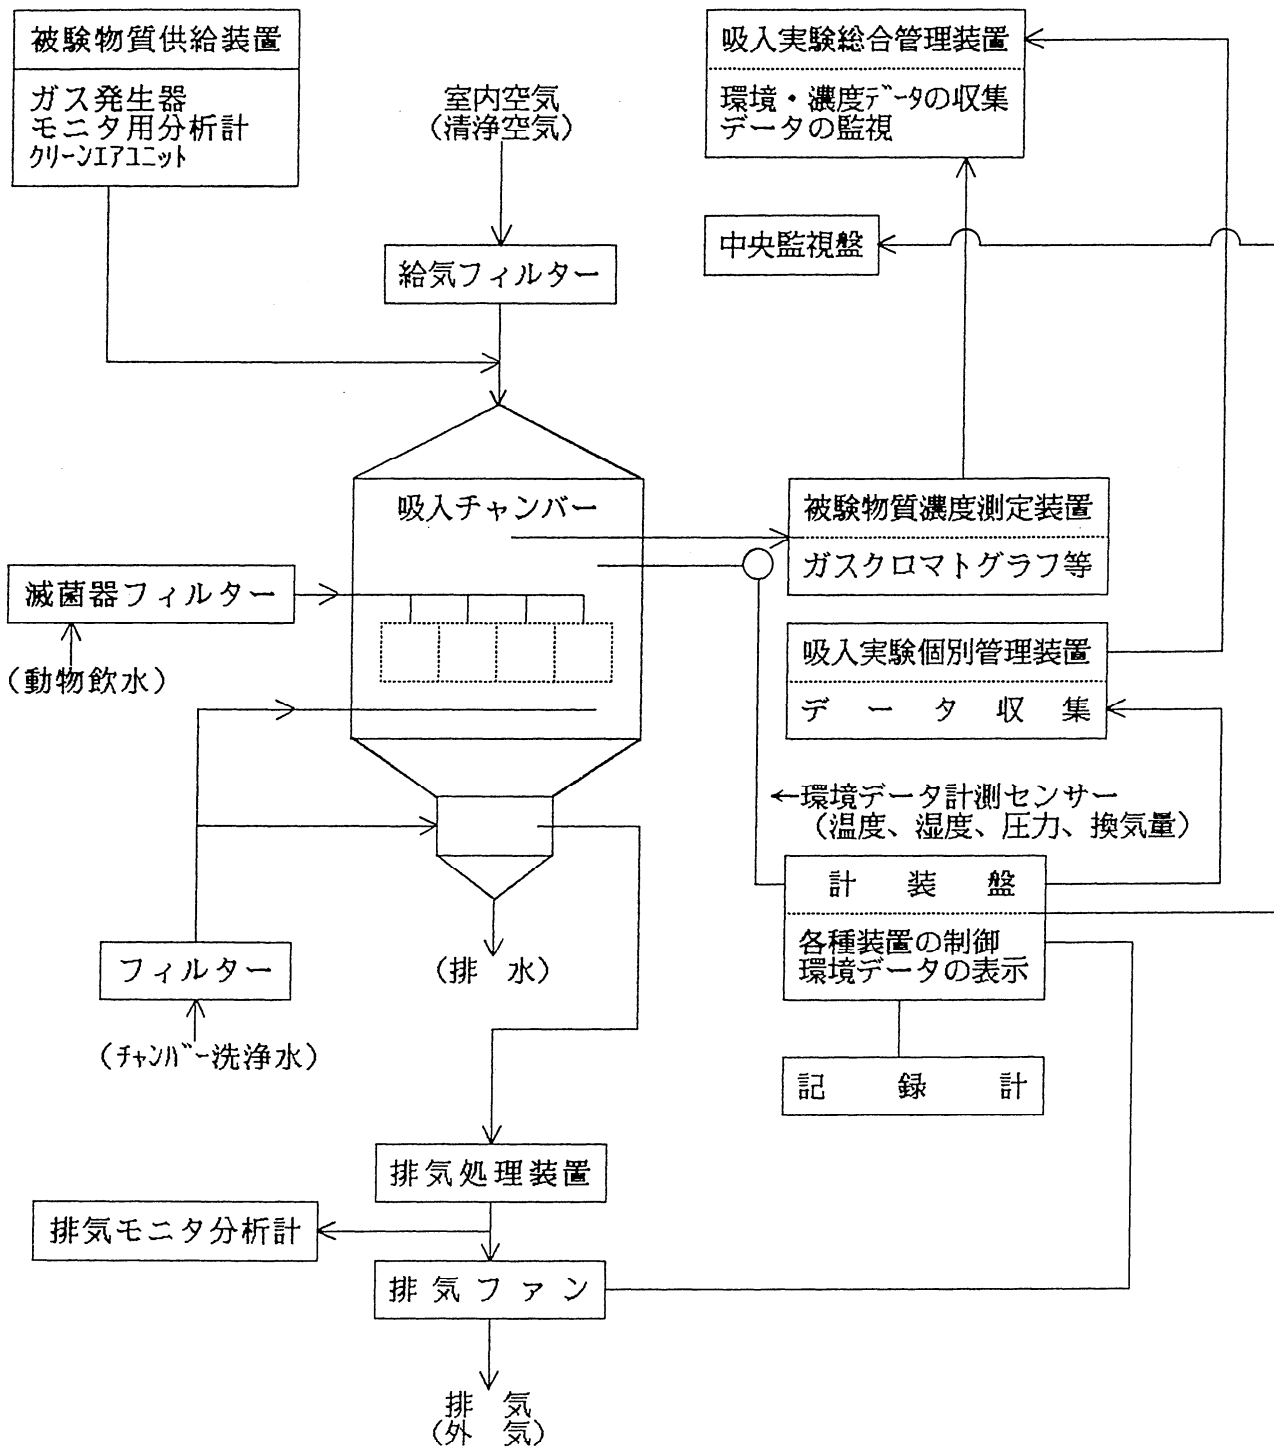 被験物質供給装置
ガス発生器
モニタ用分析計
クリーンエアユニット
室内空気
(清浄空気)
給気フィルター
吸入実験総合管理装置
環境・濃度データの収集
データの監視
中央監視盤
吸入チャンバー
被験物質濃度測定装置
ガスクロマトグラフ等
滅菌器フィルター
(動物飲水)
吸入実験個別管理装置
データ収集
←環境データ計測センサー
(温度、湿度、圧力、換気量)
計装盤
各種装置の制御
環境データの表示
フィルター
(チャンバー洗浄水)
(排水)
記録計
排気処理装置
排気モニタ分析計
排気ファン
排気
(外気)